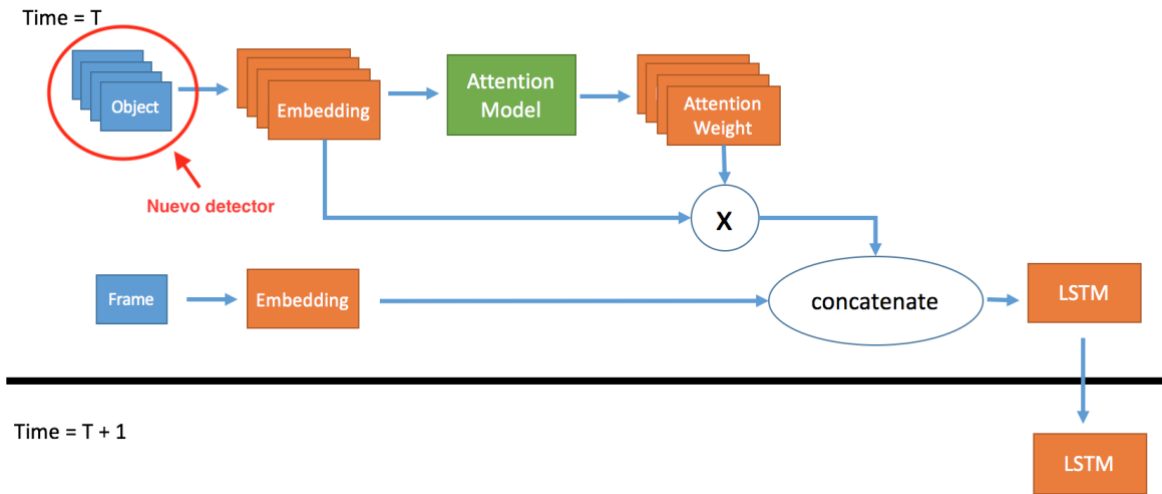 Time = T
Object
Embedding
Attention
Model
Attention
Weight
Nuevo detector
X
Frame
Embedding
concatenate
LSTM
Time = T + 1
LSTM